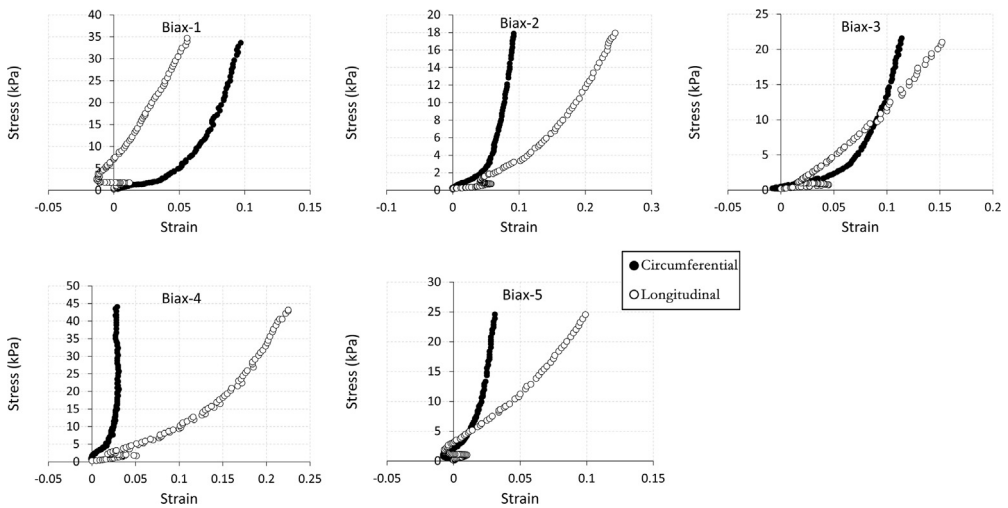 Biax-1
40
35
30
25
20
15
10
5
0
-0.05 0 0.05 0.1 0.15
Stress (kPa)
Strain
Biax-2
20
18
16
14
12
10
8
6
4
2
0
-0.1 0 0.1 0.2 0.3
Stress (kPa)
Strain
Biax-3
25
20
15
10
5
0
-0.05 0 0.05 0.1 0.15 0.2
Stress (kPa)
Strain
Circumferential
Longitudinal
Biax-4
50
45
40
35
30
25
20
15
10
5
0
-0.05 0 0.05 0.1 0.15 0.2 0.25
Stress (kPa)
Strain
Biax-5
30
25
20
15
10
5
0
-0.05 0 0.05 0.1 0.15
Stress (kPa)
Strain